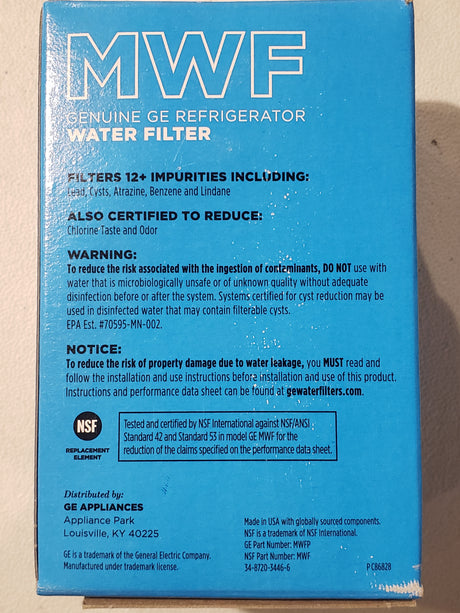 MWF
GENUINE GE REFRIGERATOR
WATER FILTER
FILTERS 12+ IMPURITIES INCLUDING:
Lead, Cysts, Atrazine, Benzene and Lindane
ALSO CERTIFIED TO REDUCE:
Chlorine Taste and Odor
WARNING:
To reduce the risk associated with the ingestion of contaminants, DO NOT use with
water that is microbiologically unsafe or of unknown quality without adequate
disinfection before or after the system. Systems certified for cyst reduction may be
used in disinfected water that may contain filterable cysts.
EPA Est. #70595-MN-002.
NOTICE:
To reduce the risk of property damage due to water leakage, you MUST read and
follow the installation and use instructions before installation and use of this product.
Instructions and performance data sheet can be found at gewaterfilters.com.
NSF
REPLACEMENT
ELEMENT
Tested and certified by NSF International against NSF/ANSI
Standard 42 and Standard 53 in model GE MWF for the
reduction of the claims specified on the performance data sheet.
Distributed by:
GE APPLIANCES
Appliance Park
Louisville, KY 40225
GE is a trademark of the General Electric Company.
Manufactured under trademark license.
Made in USA with globally sourced components.
NSF is a trademark of NSF International.
GE Part Number: MWFP
NSF Part Number: MWF
34-8720-3446-6
PCB6828